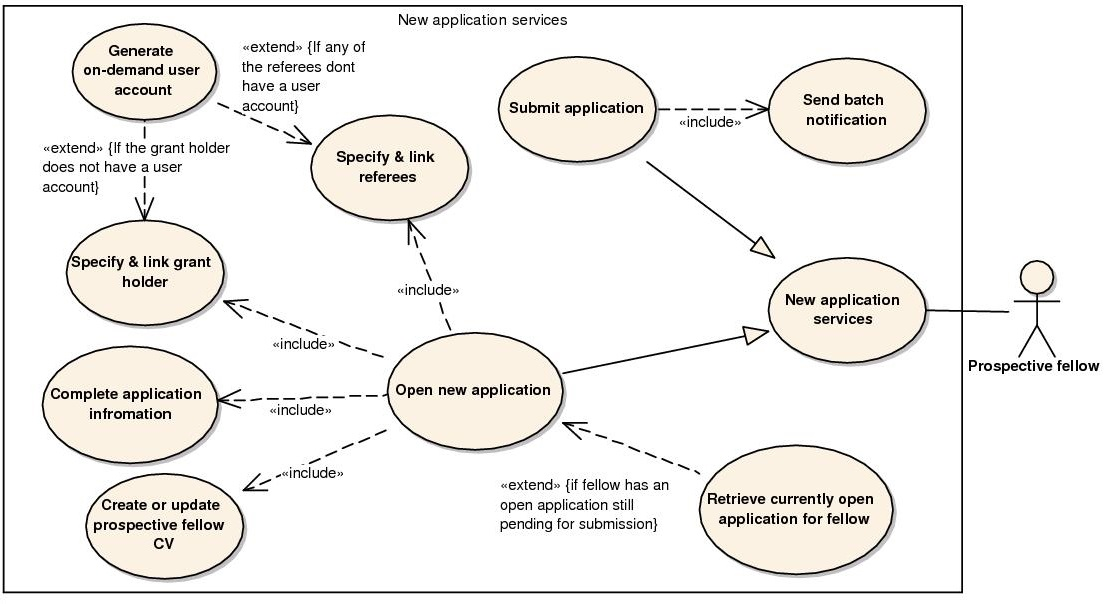 New application services
Generate
on-demand user
account
«extend» {If any of
the referees dont
have a user
account}
Submit application
«include»
Send batch
notification
«extend» {If the grant holder
does not have a user
account}
Specify & link
referees
Specify & link grant
holder
«include»
New application
services
Prospective fellow
«include»
Complete application
infromation
«include»
Open new application
«include»
Create or update
prospective fellow
CV
«extend» {if fellow has an
open application still
pending for submission}
Retrieve currently open
application for fellow